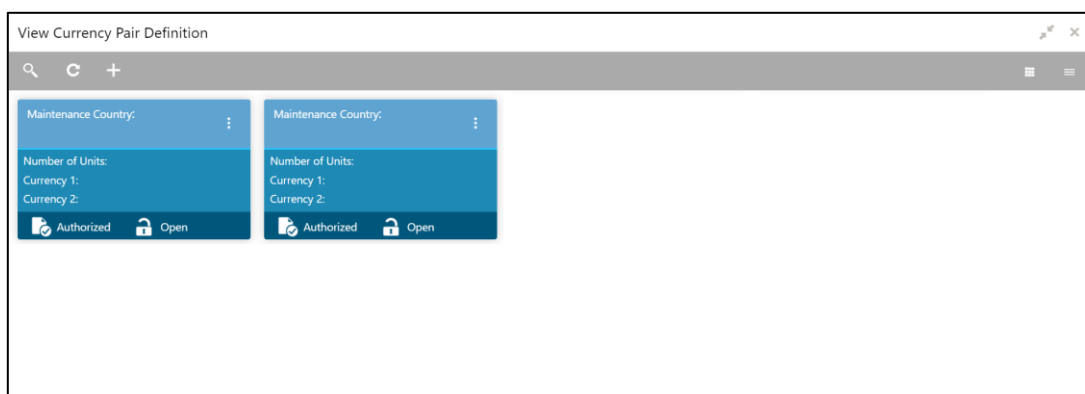 View Currency Pair Definition
Maintenance Country:
Number of Units:
Currency 1:
Currency 2:
Authorized Open
Maintenance Country:
Number of Units:
Currency 1:
Currency 2:
Authorized Open